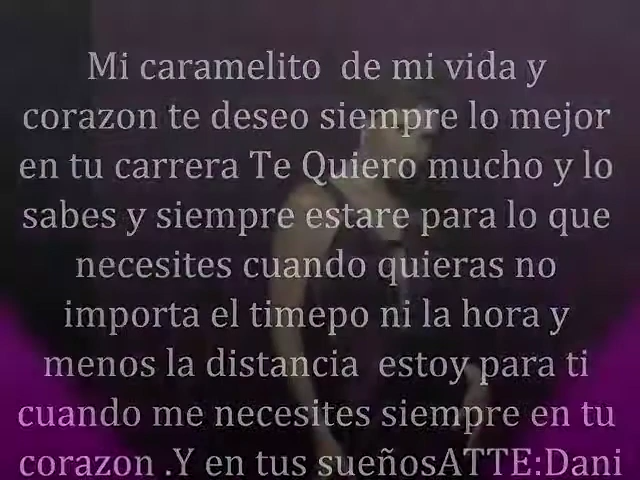 Mi caramelito de mi vida y
corazon te deseo siempre lo mejor
en tu carrera Te Quiero mucho y lo
sabes y siempre estare para lo que
necesites cuando quieras no
importa el timepo ni la hora y
menos la distancia estoy para ti
cuando me necesites siempre en tu
corazon .Y en tus sueñosATTE:Dani